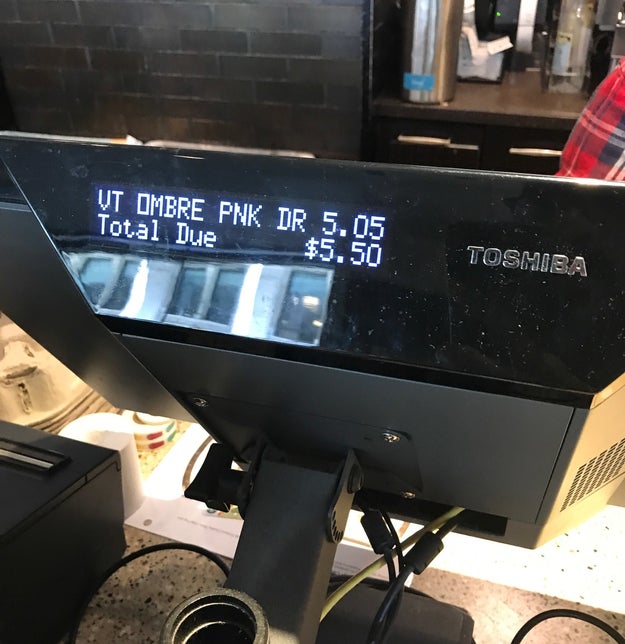 VT OMBRE PNK DR 5.05
Total Due $5.50
TOSHIBA